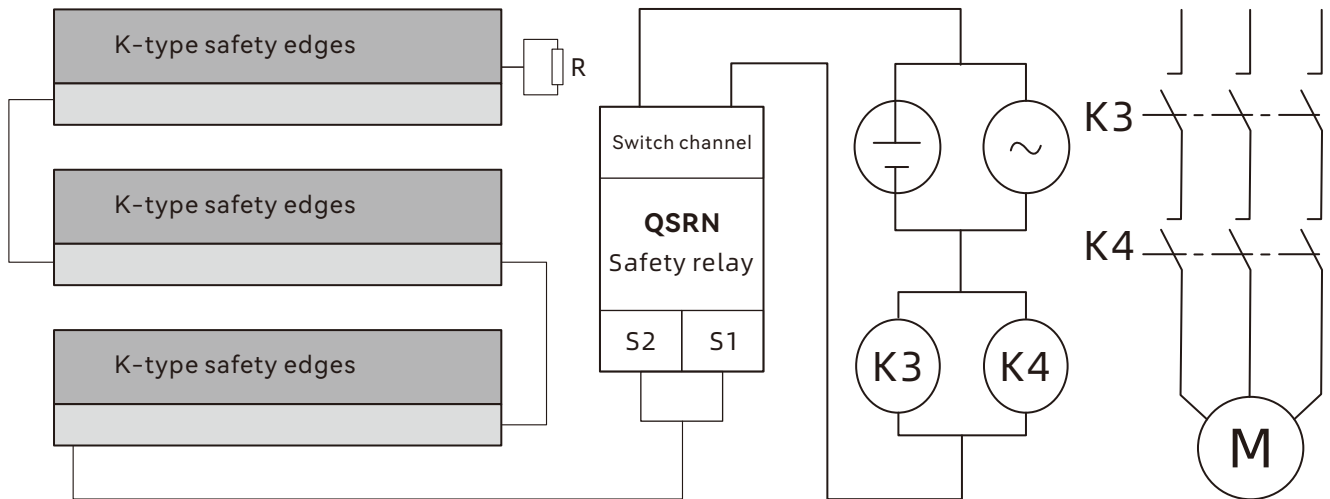 K-type safety edges
R
K-type safety edges
K-type safety edges
Switch channel
QSRN
Safety relay
S2
S1
K3
K4
K3
K4
M